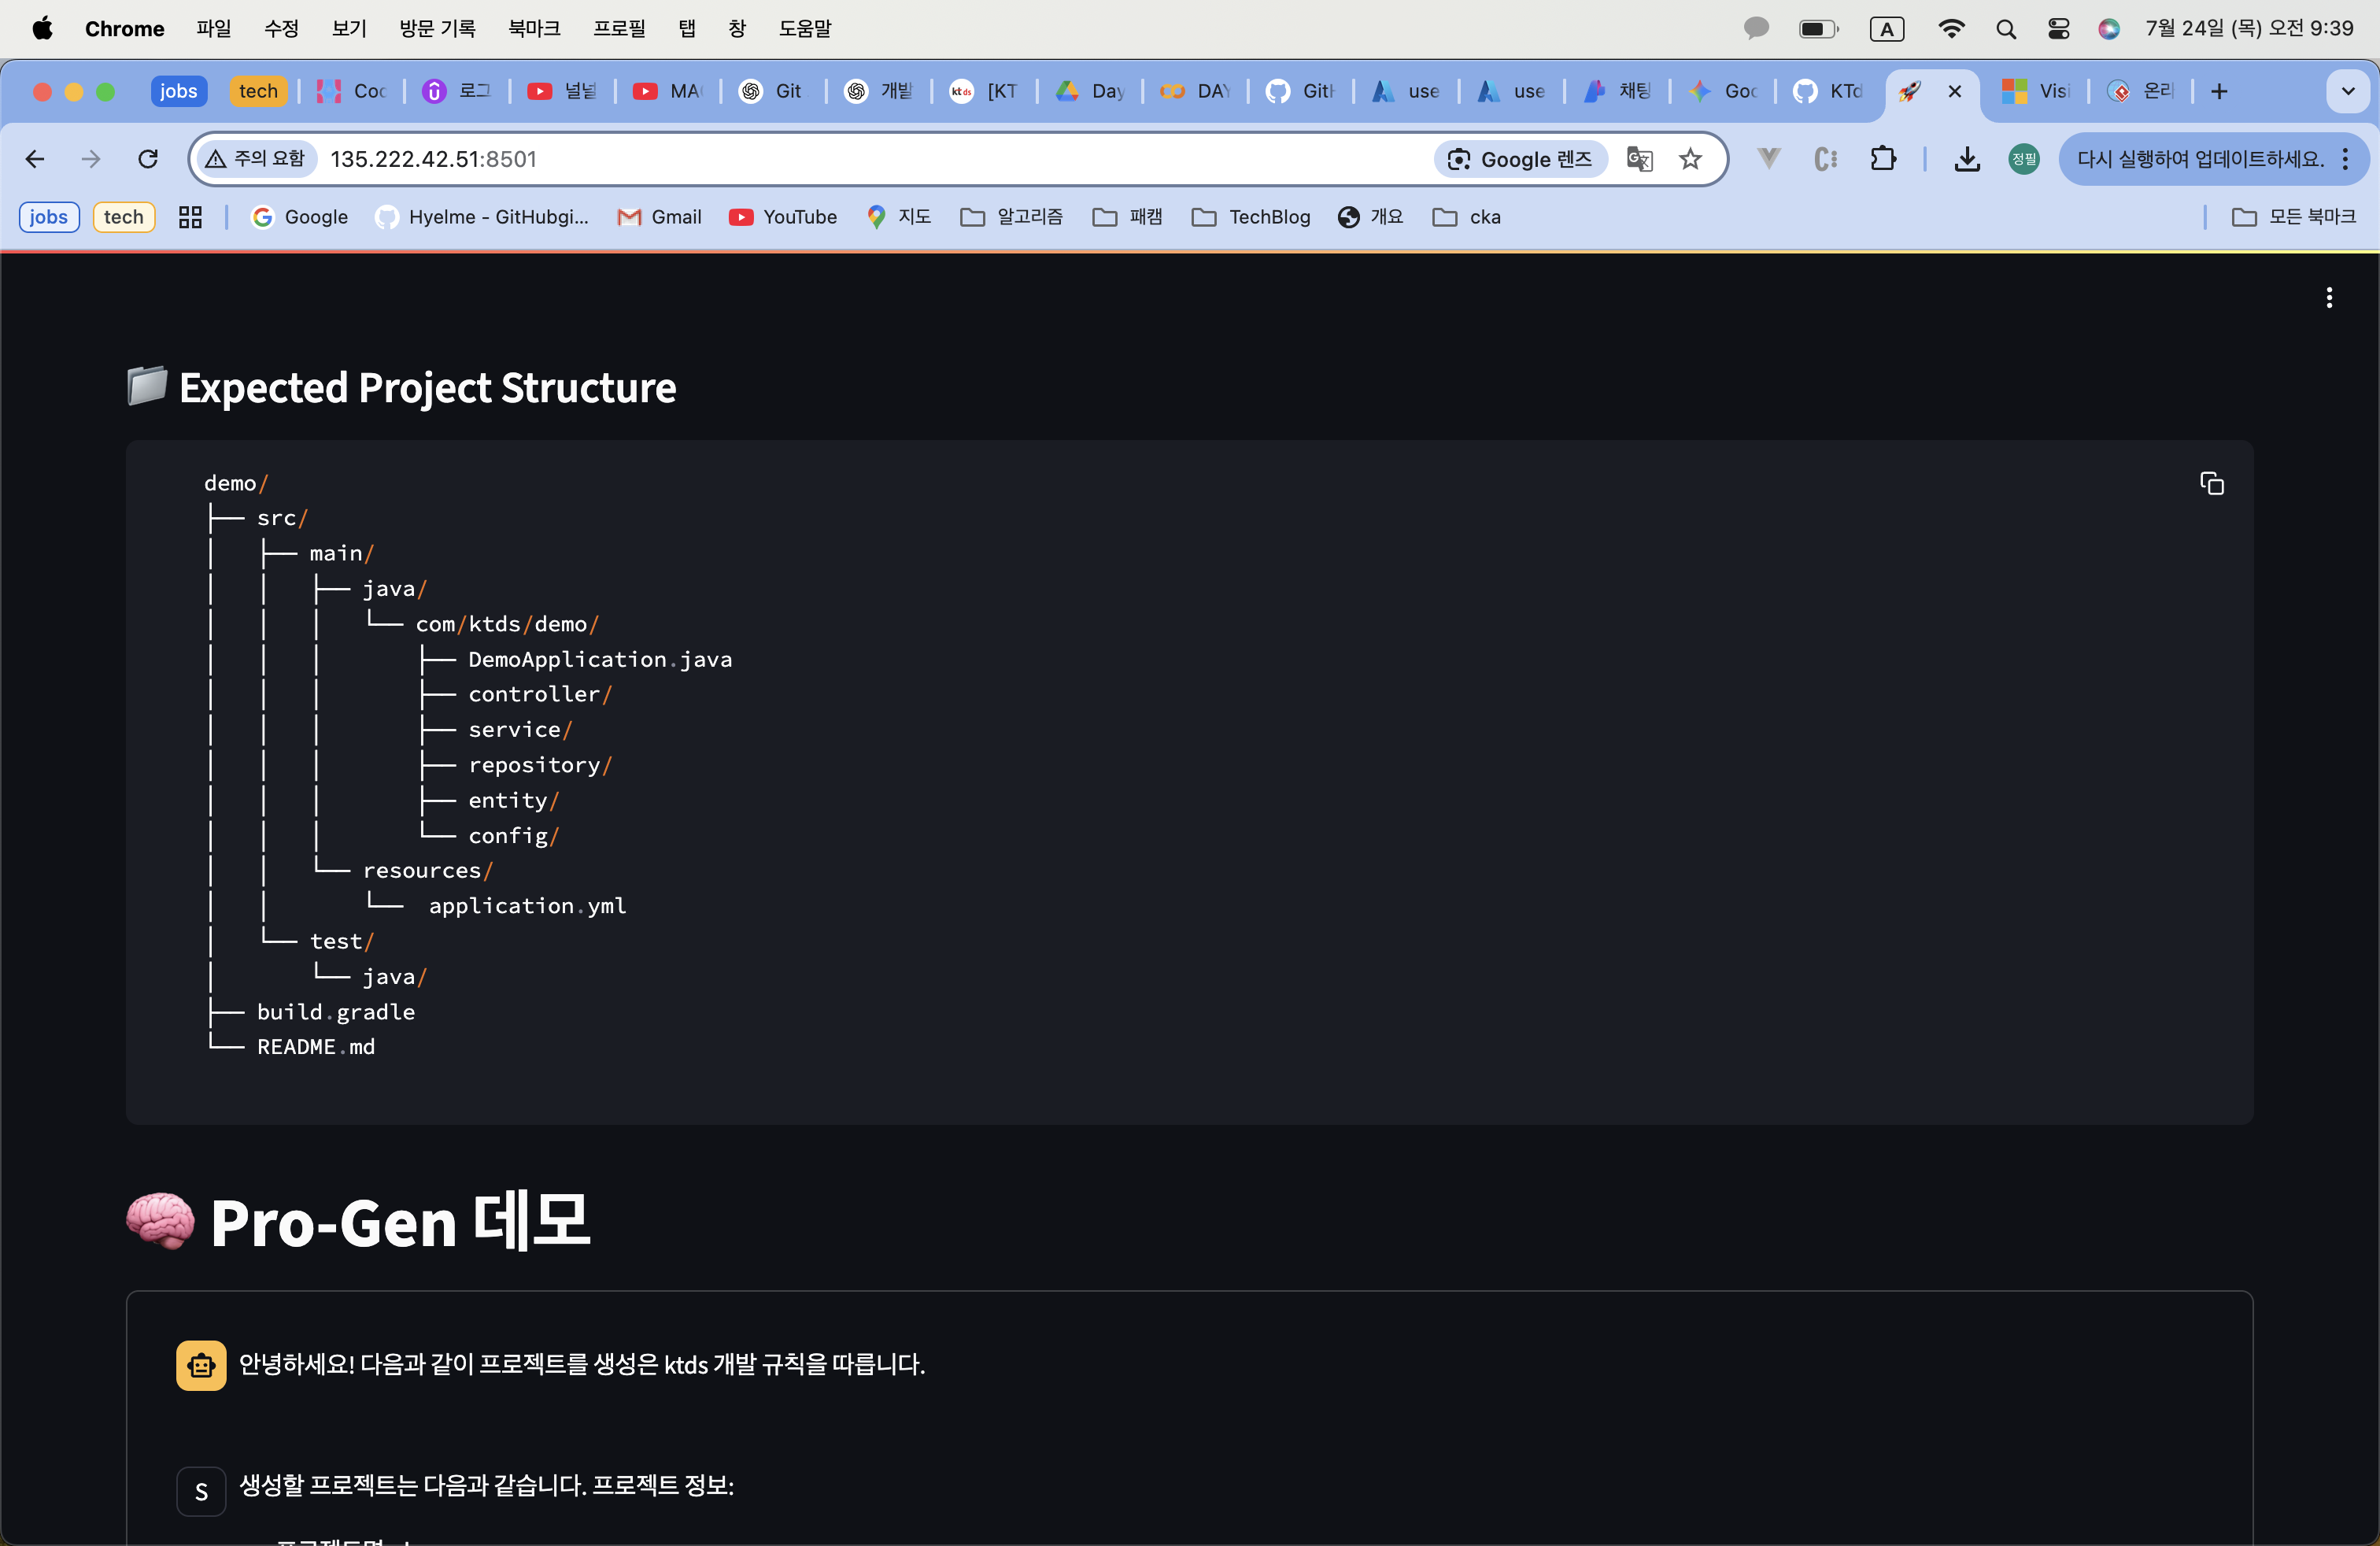 Chrome 파일 수정 보기 방문 기록 북마크 프로필 탭 창 도움말 A 7월 24일 (목) 오전 9:39
jobs tech Coc 로그 널널 MA Git 개발 kt ds [KT Day DAY Git use use 채팅 Goo KTd Visi 온라
주의 요함 135.222.42.51:8501 Google 렌즈 정필 다시 실행하여 업데이트하세요.
jobs tech Google Hyelme - GitHubgi... Gmail YouTube 지도 알고리즘 패캠 TechBlog 개요 cka 모든 북마크
Expected Project Structure
demo/
├── src/
│   ├── main/
│   │   ├── java/
│   │   │   └── com/ktds/demo/
│   │   │       ├── DemoApplication.java
│   │   │       ├── controller/
│   │   │       ├── service/
│   │   │       ├── repository/
│   │   │       ├── entity/
│   │   │       └── config/
│   │   └── resources/
│   │       └──  application.yml
│   └── test/
│       └── java/
├── build.gradle
└── README.md
Pro-Gen 데모
안녕하세요! 다음과 같이 프로젝트를 생성은 ktds 개발 규칙을 따릅니다.
S 생성할 프로젝트는 다음과 같습니다. 프로젝트 정보: